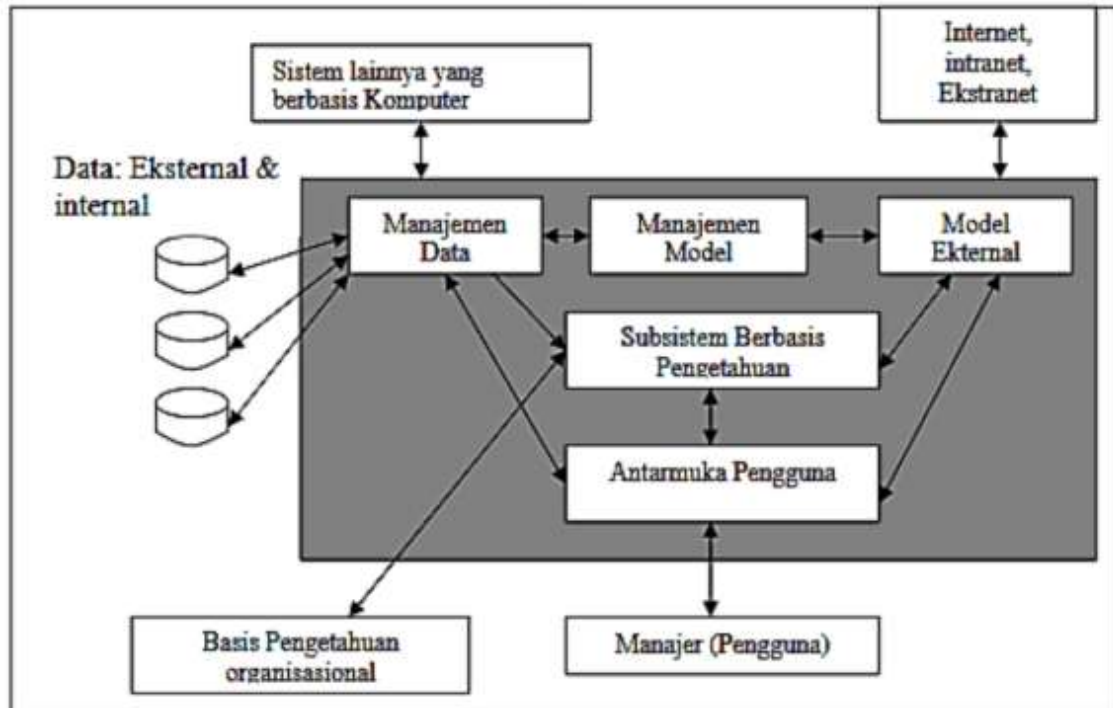 Sistem lainnya yang
berbasis Komputer
Internet,
intranet,
Ekstranet
Data: Eksternal &
internal
Manajemen
Data
Manajemen
Model
Model
Ekternal
Subsistem Berbasis
Pengetahuan
Antarmuka Pengguna
Basis Pengetahuan
organisasional
Manajer (Pengguna)